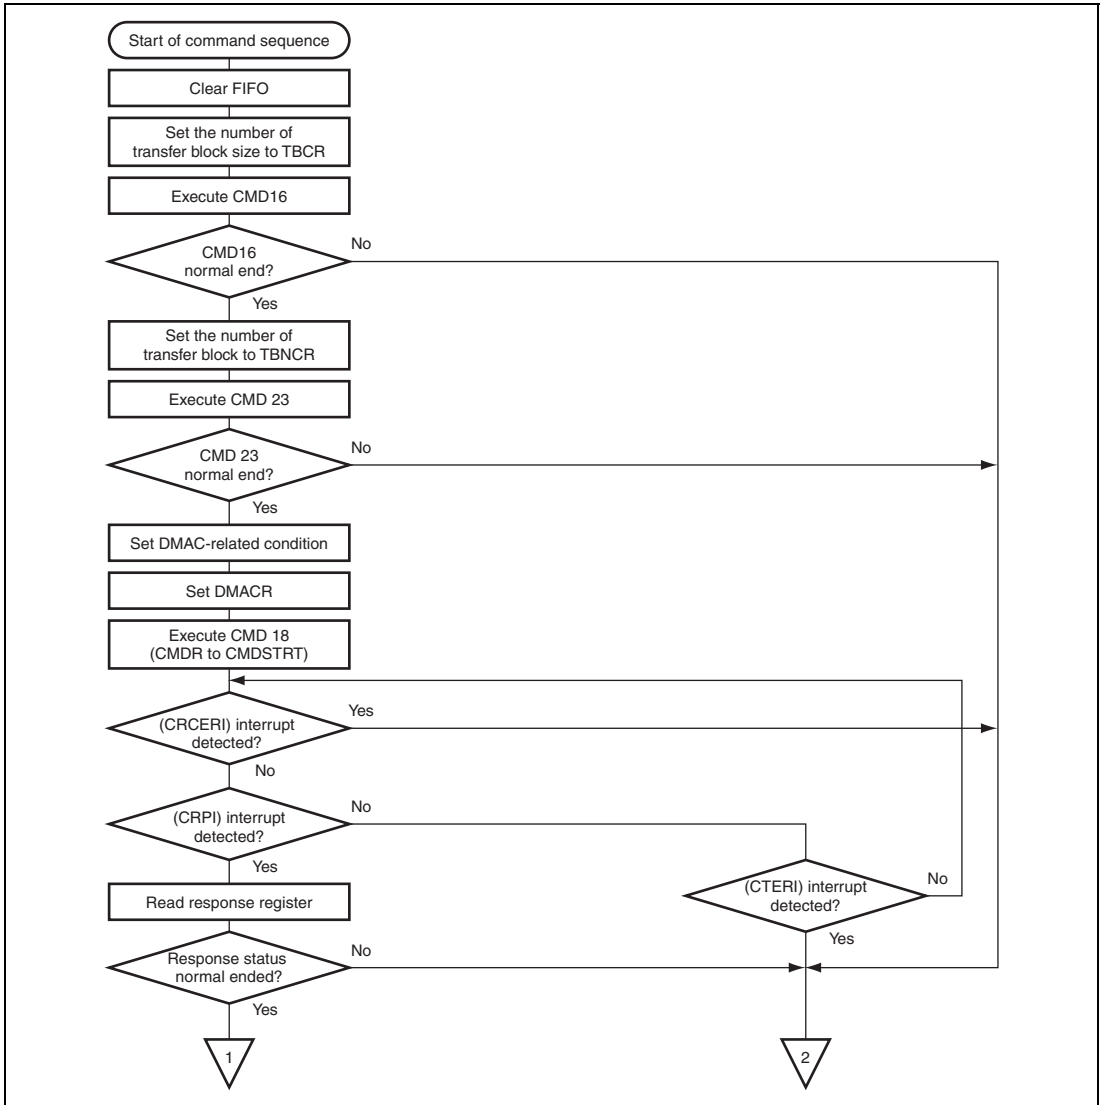 Start of command sequence
Clear FIFO
Set the number of
transfer block size to TBCR
Execute CMD16
CMD16
normal end?
No
Yes
Set the number of
transfer block to TBNCR
Execute CMD 23
CMD 23
normal end?
No
Yes
Set DMAC-related condition
Set DMACR
Execute CMD 18
(CMDR to CMDSTRT)
(CRCERI) interrupt
detected?
Yes
No
(CRPI) interrupt
detected?
No
Yes
(CTERI) interrupt
detected?
No
Yes
Read response register
Response status
normal ended?
No
Yes
1
2